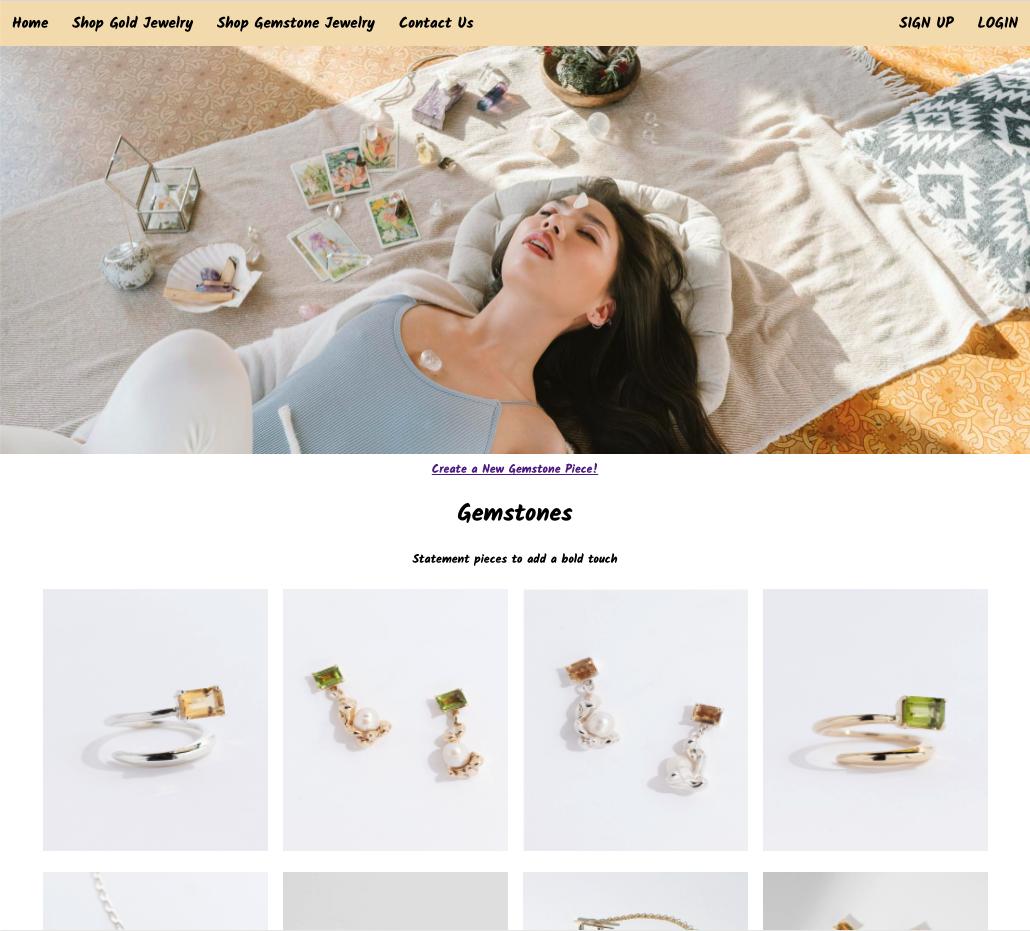 Home Shop Gold Jewelry Shop Gemstone Jewelry Contact Us SIGN UP LOGIN
Create a New Gemstone Piece!
Gemstones
Statement pieces to add a bold touch